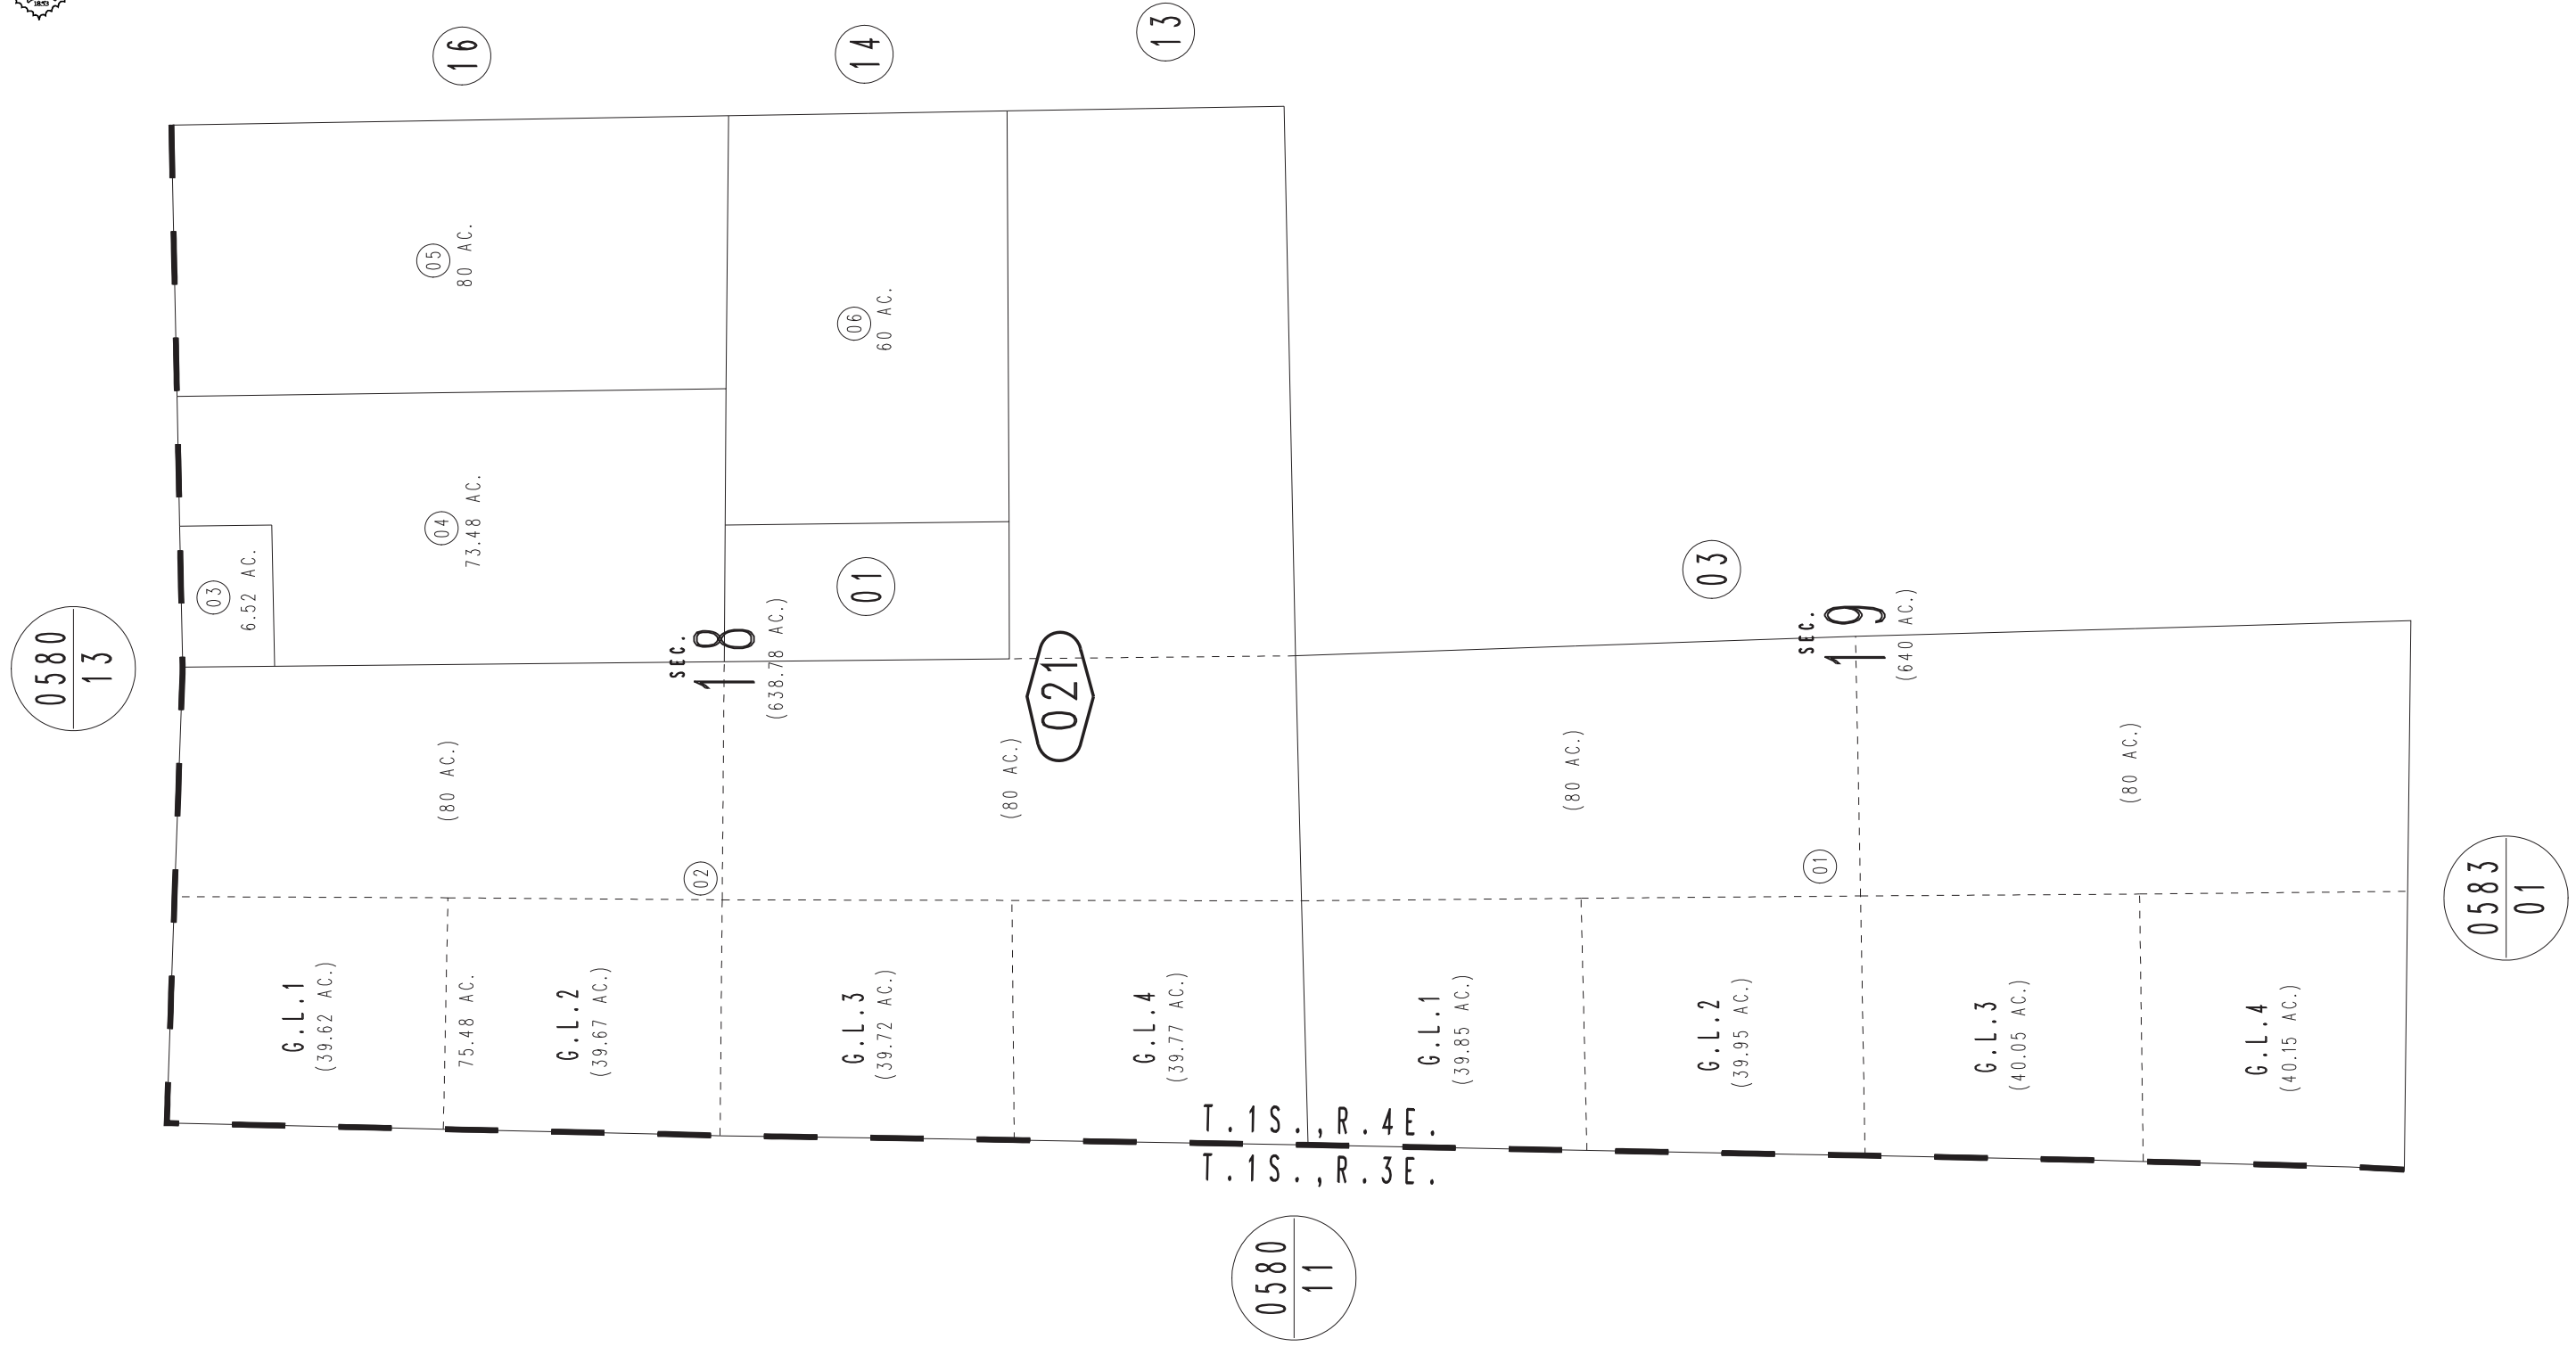 16
14
13
05
80 AC.
06
60 AC.
04
73.48 AC.
03
6.52 AC.
01
03
0580
13
SEC.
18
(638.78 AC.)
SEC.
19
(640 AC.)
021
(80 AC.)
(80 AC.)
(80 AC.)
(80 AC.)
02
01
0583
01
G.L.1
(39.62 AC.)
75.48 AC.
G.L.2
(39.67 AC.)
G.L.3
(39.72 AC.)
G.L.4
(39.77 AC.)
G.L.1
(39.85 AC.)
G.L.2
(39.95 AC.)
G.L.3
(40.05 AC.)
G.L.4
(40.15 AC.)
T.1S.,R.4E.
T.1S.,R.3E.
0580
11